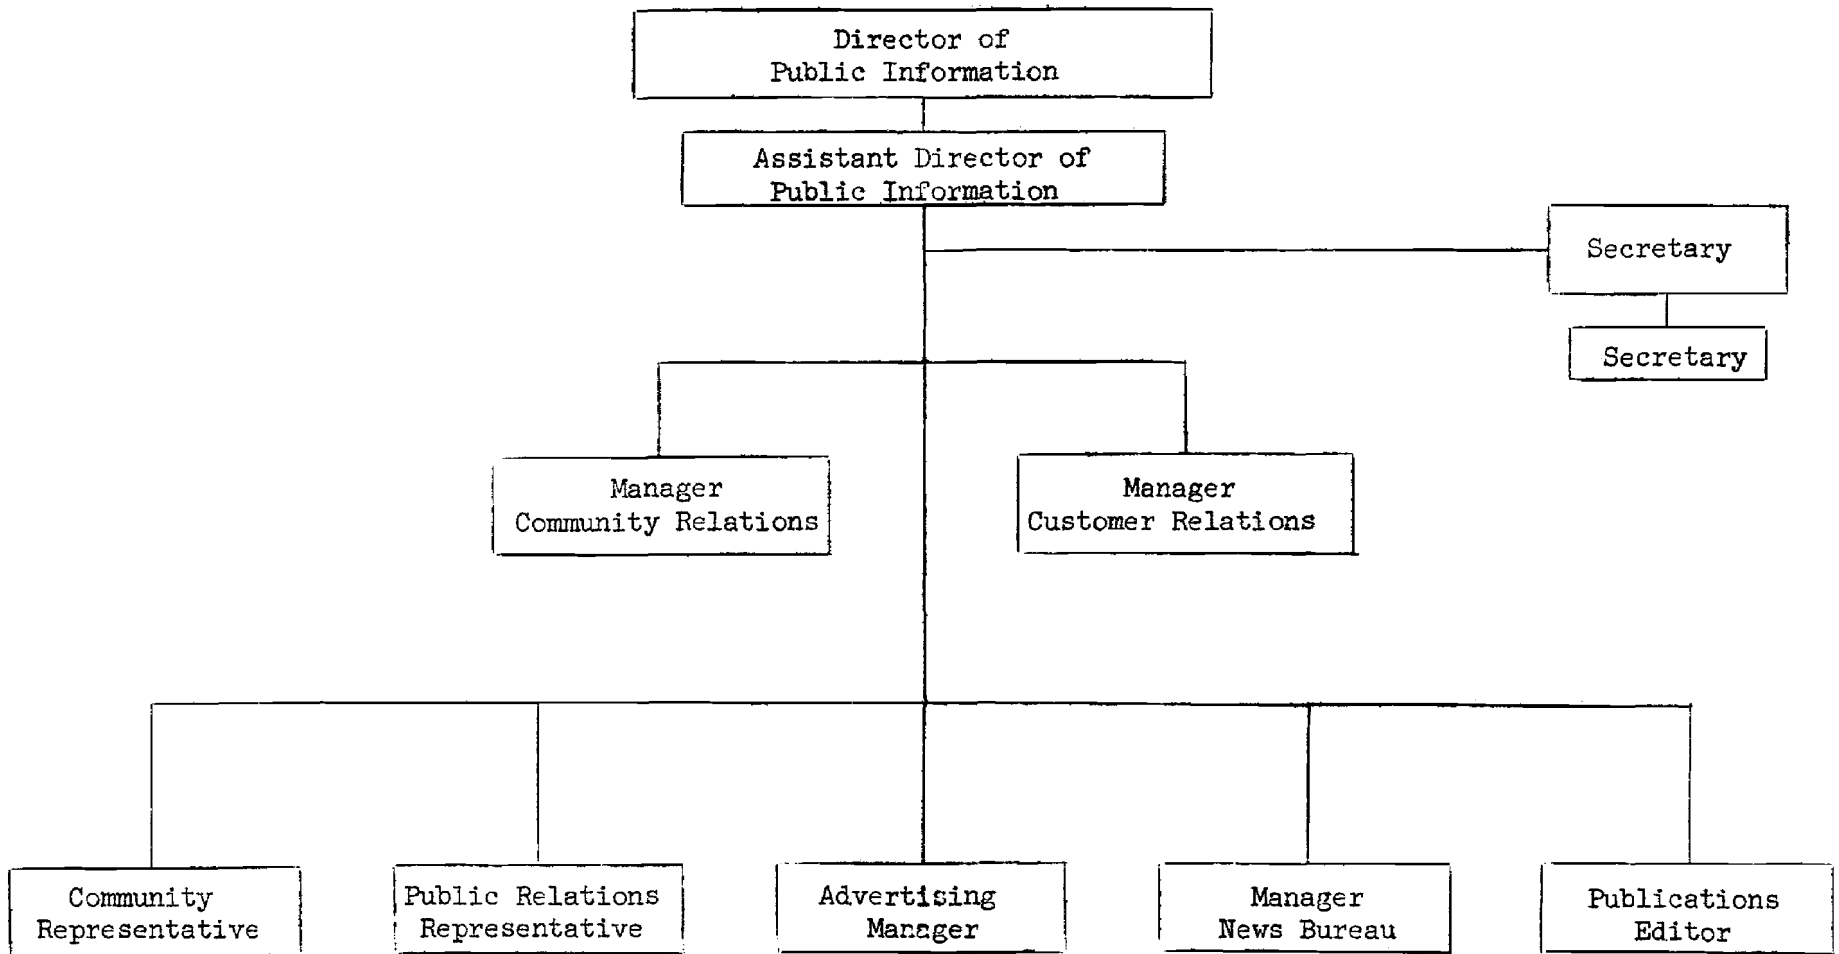 Director of
Public Information
Assistant Director of
Public Information
Secretary
Secretary
Manager
Community Relations
Manager
Customer Relations
Community
Representative
Public Relations
Representative
Advertising
Manager
Manager
News Bureau
Publications
Editor